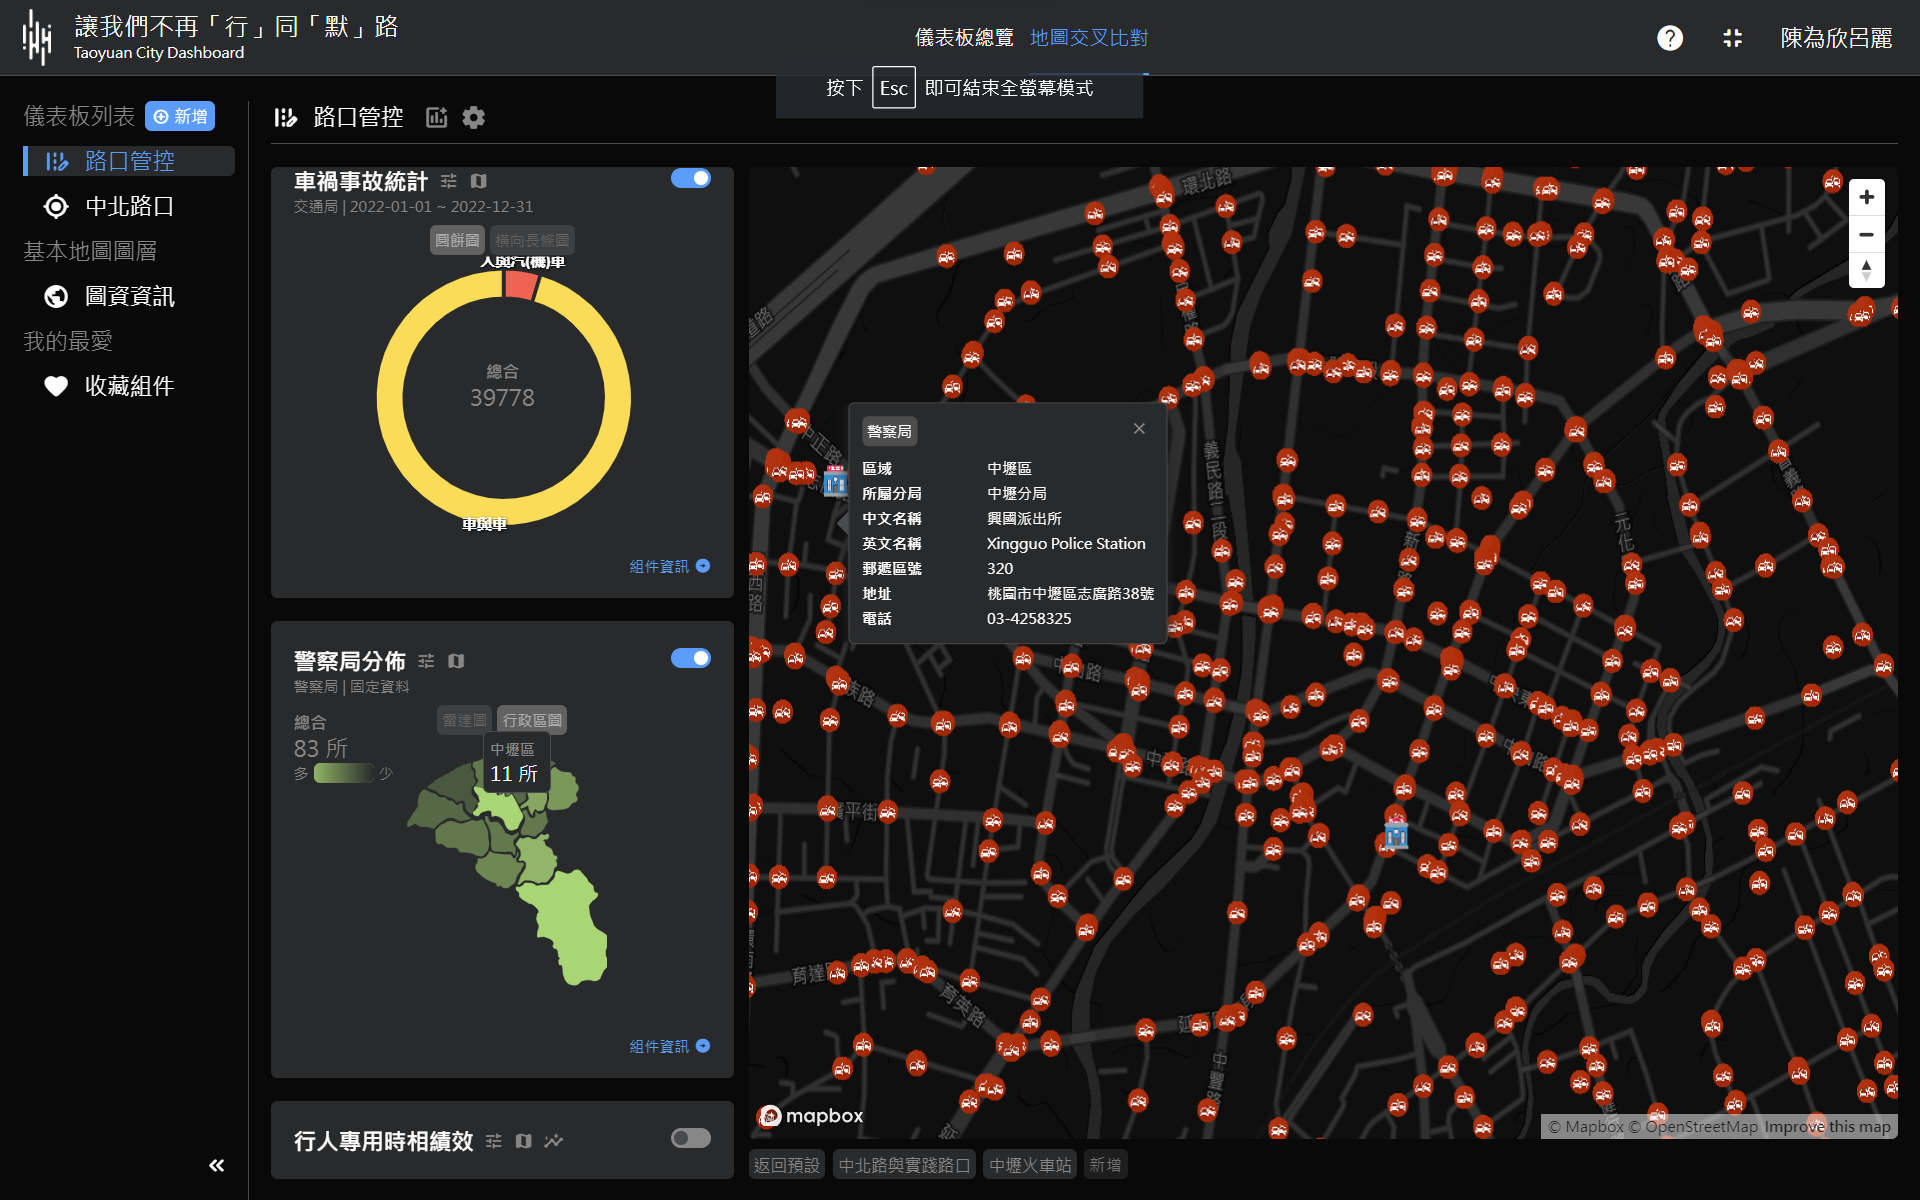 讓我們不再「行」同「默」路
Taoyuan City Dashboard
儀表板總覽
地圖交叉比對
陳為欣呂麗
按下 Esc 即可結束全螢幕模式
儀表板列表
新增
路口管控
中北路口
基本地圖圖層
圖資資訊
我的最愛
收藏組件
路口管控
車禍事故統計
交通局 | 2022-01-01 ~ 2022-12-31
圓餅圖
橫向長條圖
人與汽(機)車
總合
39778
車與車
組件資訊
警察局分佈
警察局 | 固定資料
總合
83 所
多
少
雷達圖
行政區圖
中壢區
11 所
組件資訊
行人專用時相績效
環北路
道路
中正路
警察局
區域 中壢區
所屬分局 中壢分局
中文名稱 興國派出所
英文名稱 Xingguo Police Station
郵遞區號 320
地址 桃園市中壢區志廣路38號
電話 03-4258325
義民路二段
元化
西路
族路
廣平街
育達
育英路
延
中豐路
mapbox
© Mapbox © OpenStreetMap Improve this map
返回預設
中北路與實踐路口
中壢火車站
新增